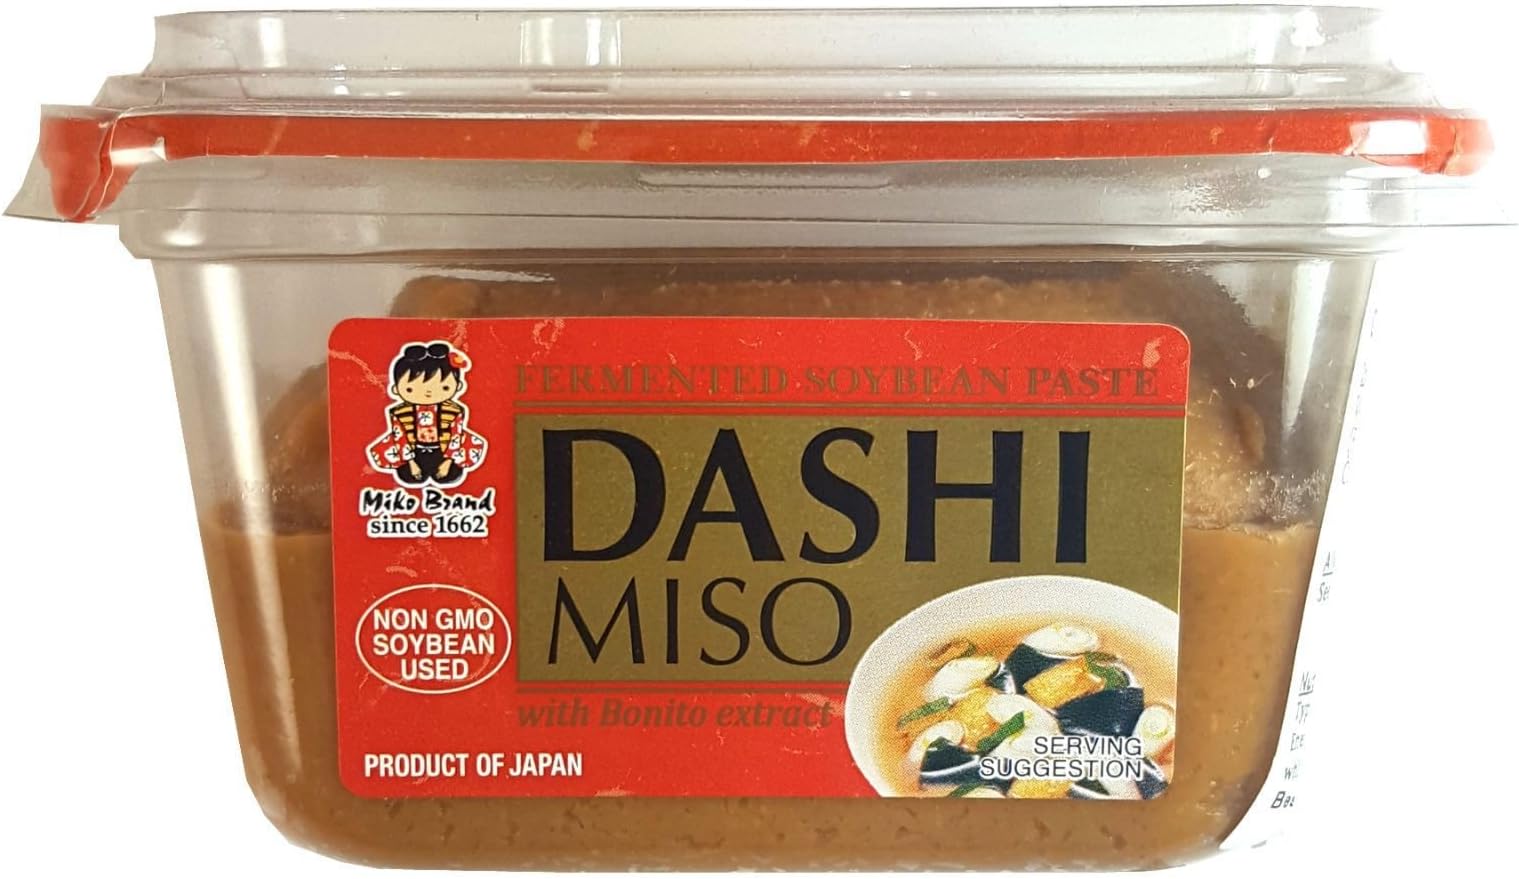 FERMENTED SOYBEAN PASTE
DASHI
MISO
with Bonito extract
Miko Brand
since 1662
NON GMO
SOYBEAN
USED
PRODUCT OF JAPAN
SERVING
SUGGESTION